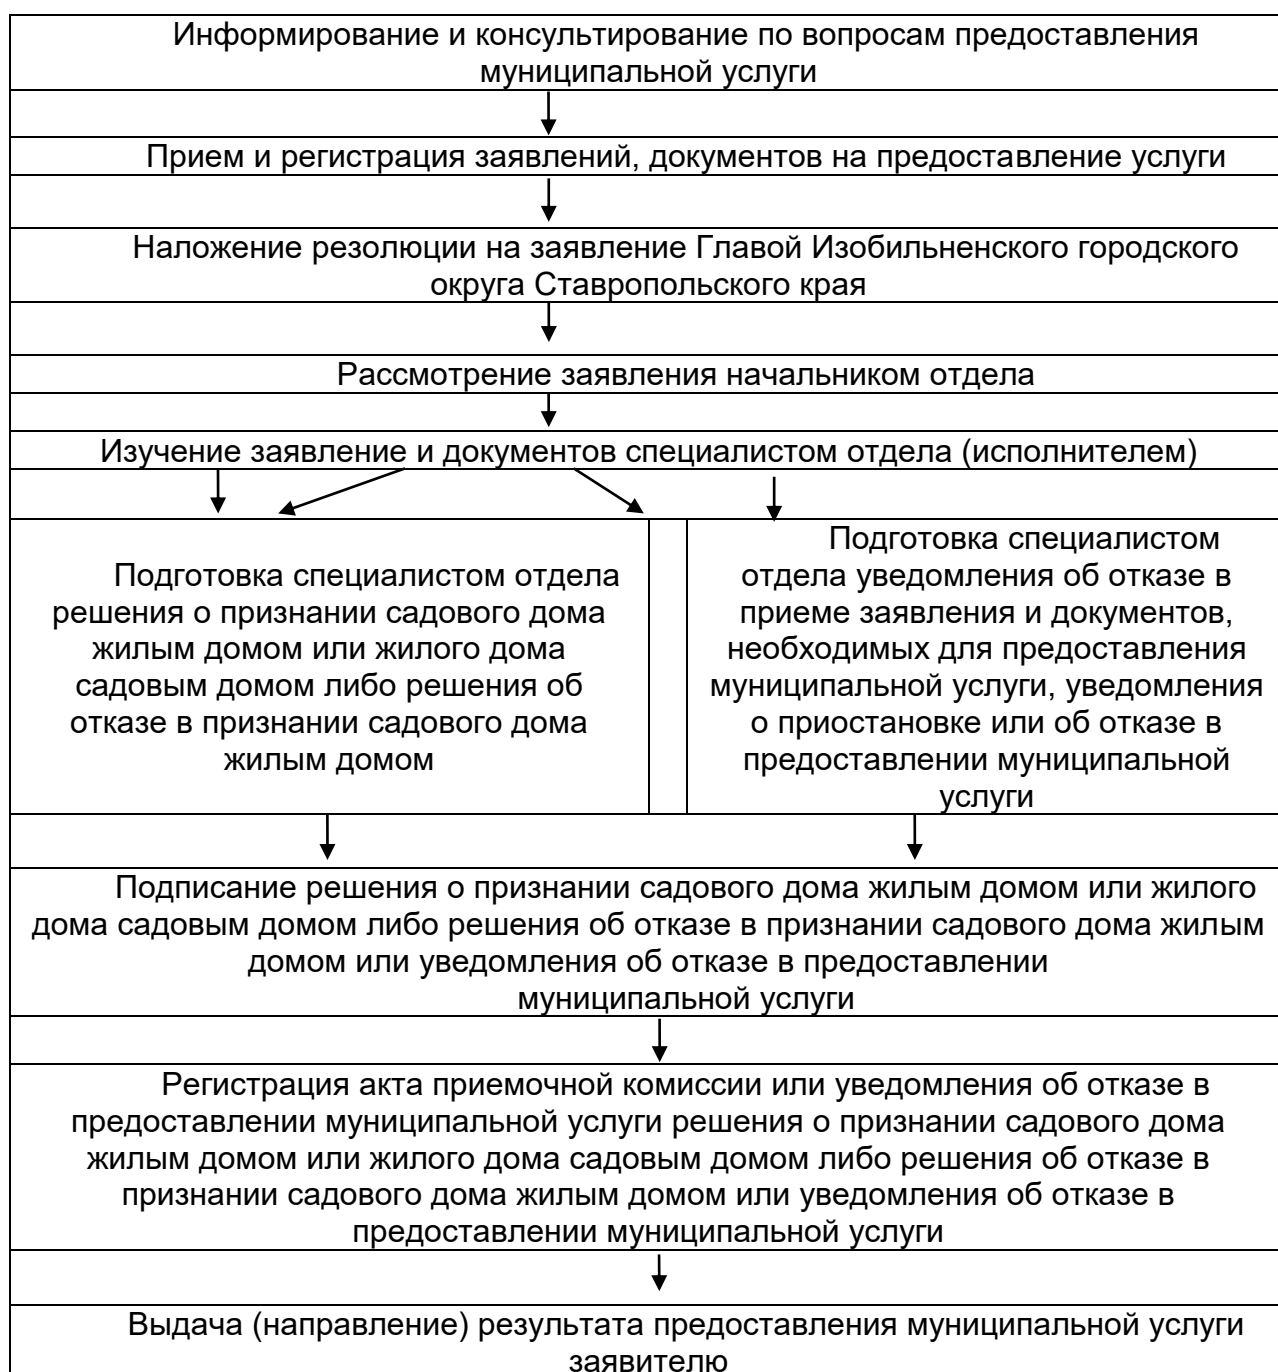 Информирование и консультирование по вопросам предоставления
муниципальной услуги
Прием и регистрация заявлений, документов на предоставление услуги
Наложение резолюции на заявление Главой Изобильненского городского
округа Ставропольского края
Рассмотрение заявления начальником отдела
Изучение заявление и документов специалистом отдела (исполнителем)
Подготовка специалистом отдела
решения о признании садового дома
жилым домом или жилого дома
садовым домом либо решения об
отказе в признании садового дома
жилым домом
Подготовка специалистом
отдела уведомления об отказе в
приеме заявления и документов,
необходимых для предоставления
муниципальной услуги, уведомления
о приостановке или об отказе в
предоставлении муниципальной
услуги
Подписание решения о признании садового дома жилым домом или жилого
дома садовым домом либо решения об отказе в признании садового дома жилым
домом или уведомления об отказе в предоставлении
муниципальной услуги
Регистрация акта приемочной комиссии или уведомления об отказе в
предоставлении муниципальной услуги решения о признании садового дома
жилым домом или жилого дома садовым домом либо решения об отказе в
признании садового дома жилым домом или уведомления об отказе в
предоставлении муниципальной услуги
Выдача (направление) результата предоставления муниципальной услуги
заявителю